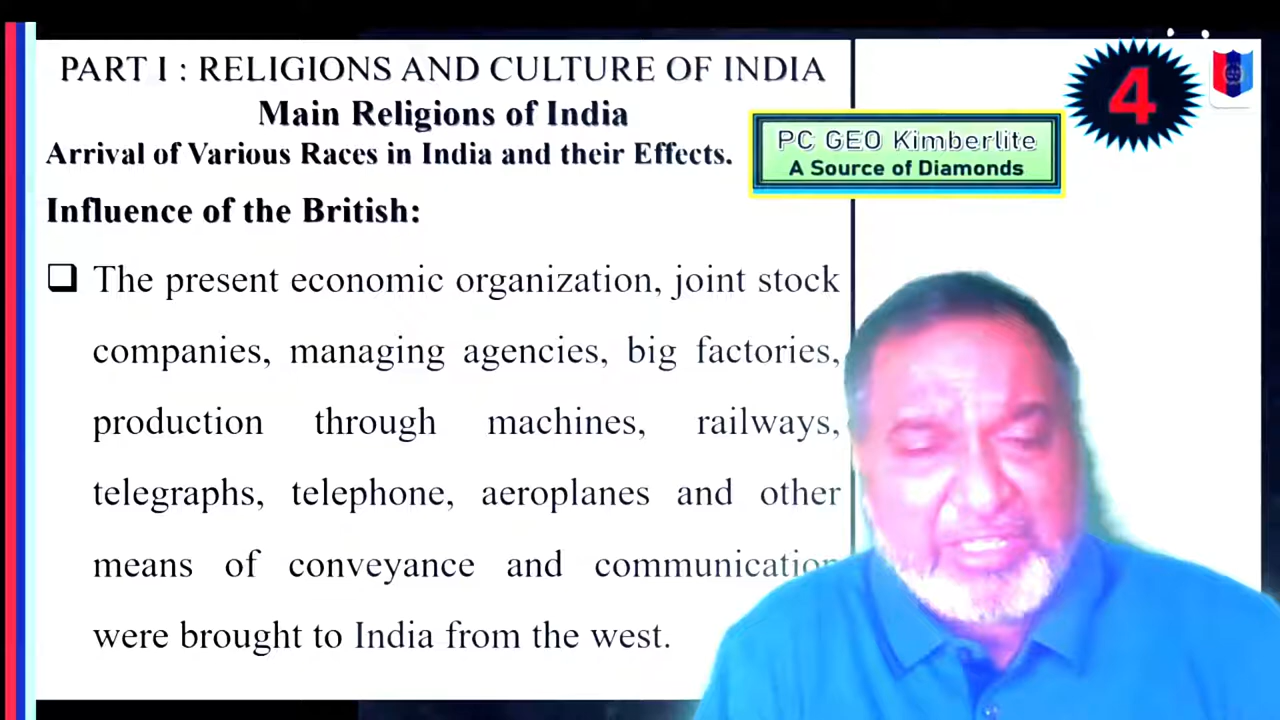 PART I : RELIGIONS AND CULTURE OF INDIA
Main Religions of India
Arrival of Various Races in India and their Effects.
PC GEO Kimberlite
A Source of Diamonds
4
Influence of the British:
The present economic organization, joint stock
companies, managing agencies, big factories,
production through machines, railways,
telegraphs, telephone, aeroplanes and other
means of conveyance and communication
were brought to India from the west.